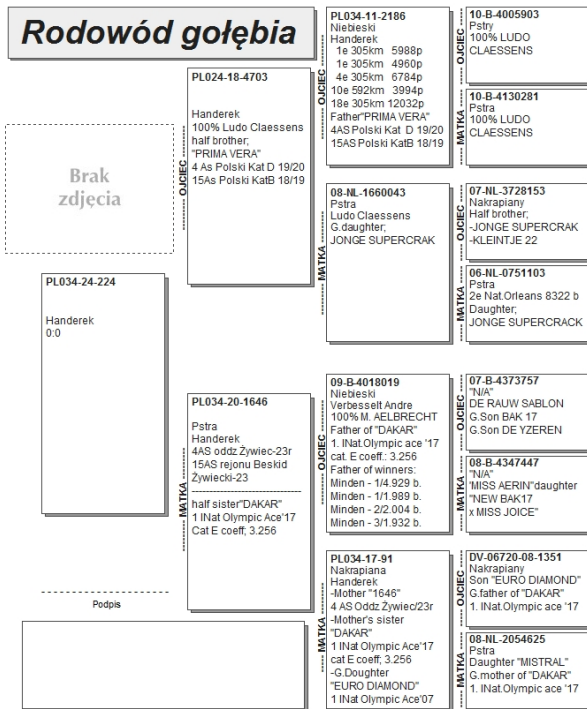 Rodowód gołębia
Brak
zdjęcia
PL034-24-224
Handerek
0:0
Podpis
OJCIEC
PL024-18-4703
Handerek
100% Ludo Claessens
half brother;
"PRIMA VERA"
4 As Polski Kat D 19/20
15As Polski KatB 18/19
MATKA
PL034-20-1646
Pstra
Handerek
4AS oddz Żywiec-23r
15AS rejonu Beskid
Żywiecki-23
--------------------------------
half sister"DAKAR"
1 INat Olympic Ace'17
Cat E coeff; 3.256
OJCIEC
PL034-11-2186
Niebieski
Handerek
1e 305km 5988p
1e 305km 4960p
4e 305km 6784p
10e 592km 3994p
18e 305km 12032p
Father"PRIMA VERA"
4AS Polski Kat D 19/20
15AS Polski KatB 18/19
MATKA
08-NL-1660043
Pstra
Ludo Claessens
G.daughter;
JONGE SUPERCRAK
OJCIEC
09-B-4018019
Niebieski
Verbesselt Andre
100% M. AELBRECHT
Father of "DAKAR"
1. INat.Olympic ace '17
cat. E coeff.: 3.256
Father of winners:
Minden - 1/4.929 b.
Minden - 1/1.989 b.
Minden - 2/2.004 b.
Minden - 3/1.932 b.
MATKA
PL034-17-91
Nakrapiana
Handerek
-Mother "1646"
4 AS Oddz Żywiec/23r
-Mother's sister
"DAKAR"
1 INat Olympic Ace'17
cat E coeff; 3.256
-G.Doughter
"EURO DIAMOND"
1 INat Olympic Ace'07
OJCIEC
10-B-4005903
Pstry
100% LUDO
CLAESSENS
MATKA
10-B-4130281
Pstra
100% LUDO
CLAESSENS
OJCIEC
07-NL-3728153
Nakrapiany
Half brother;
-JONGE SUPERCRAK
-KLEINTJE 22
MATKA
06-NL-0751103
Pstra
2e Nat.Orleans 8322 b
Daughter;
JONGE SUPERCRACK
OJCIEC
07-B-4373757
"N/A"
DE RAUW SABLON
G.Son BAK 17
G.Son DE YZEREN
MATKA
08-B-4347447
"N/A"
"MISS AERIN"daughter
"NEW BAK17
x MISS JOICE"
OJCIEC
DV-06720-08-1351
Nakrapiany
Son "EURO DIAMOND"
G.father of "DAKAR"
1. INat.Olympic ace '17
MATKA
08-NL-2054625
Pstra
Daughter "MISTRAL"
G.mother of "DAKAR"
1. INat.Olympic ace '17